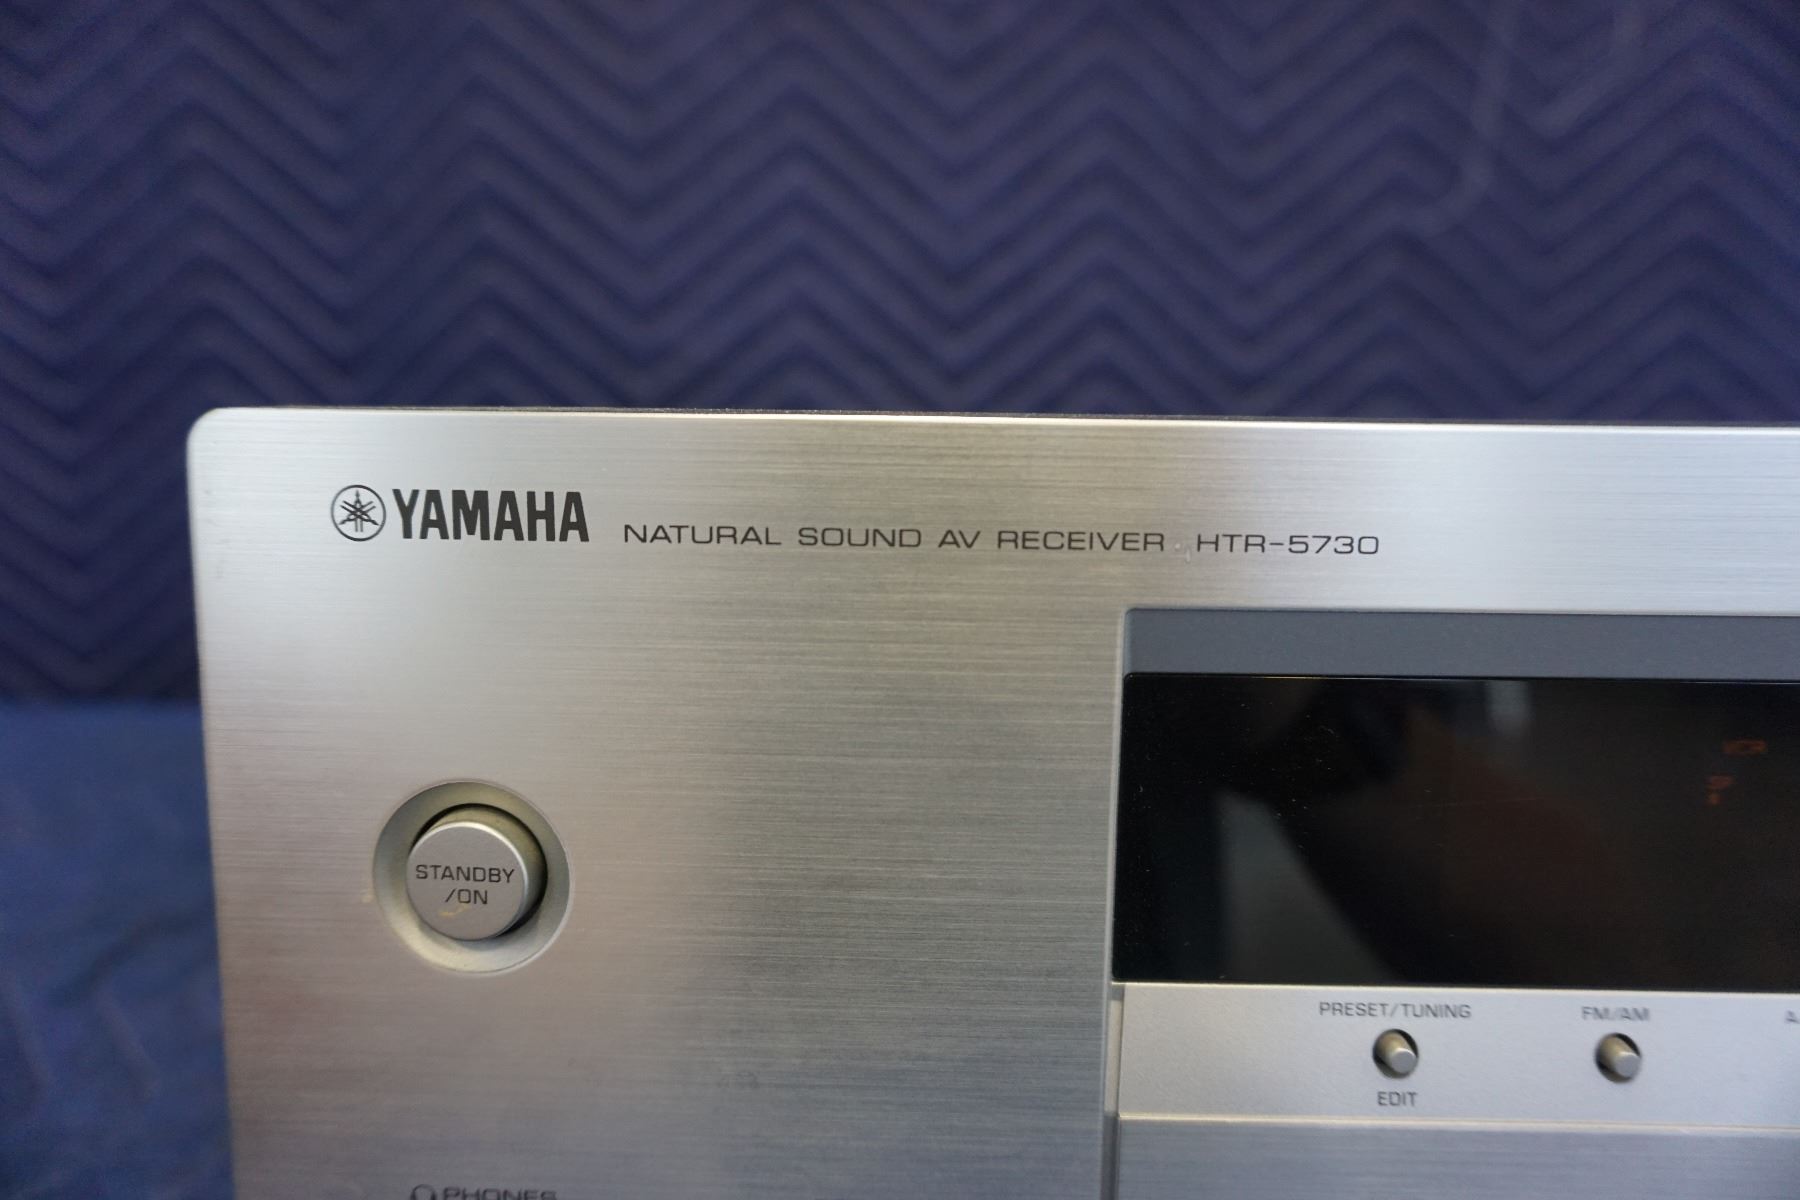 YAMAHA NATURAL SOUND AV RECEIVER HTR-5730
STANDBY
/ON
PRESET/TUNING
FM/AM
EDIT
PHONES